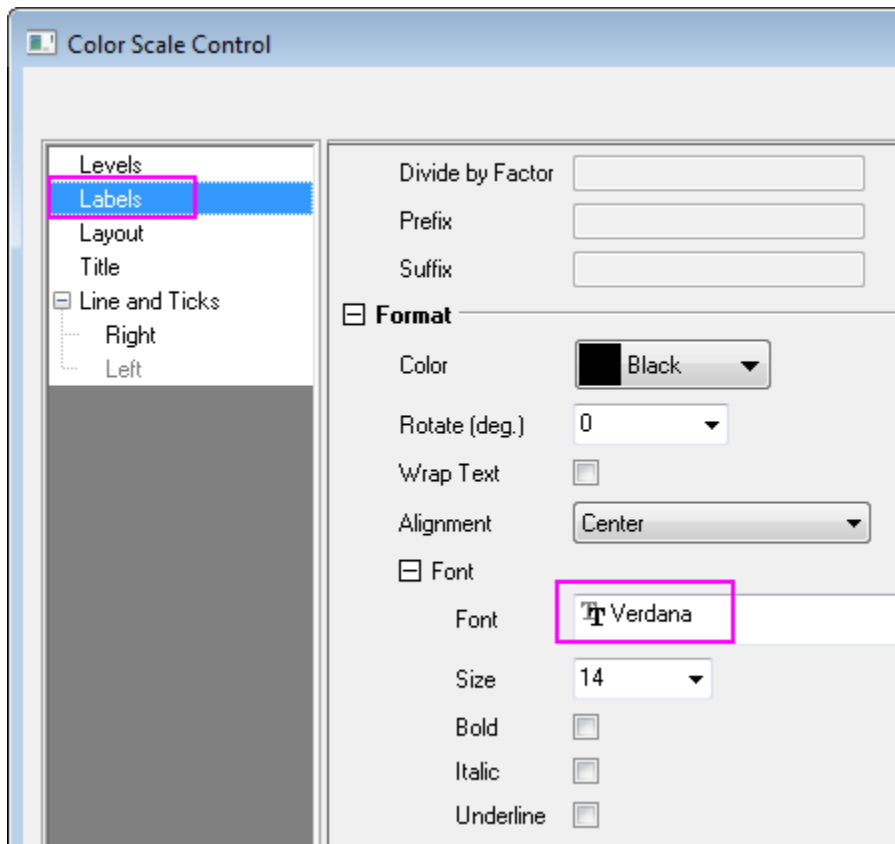 Color Scale Control
Levels
Labels
Layout
Title
Line and Ticks
Right
Left
Divide by Factor
Prefix
Suffix
Format
Color Black
Rotate (deg.) 0
Wrap Text
Alignment Center
Font
Font Verdana
Size 14
Bold
Italic
Underline